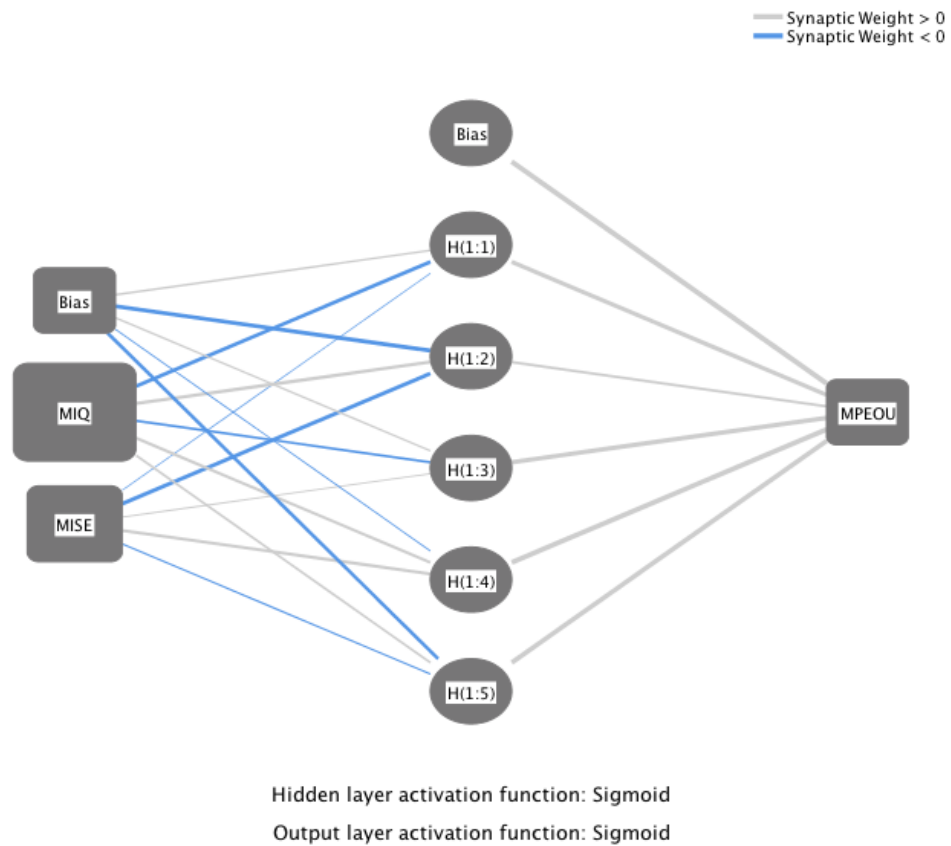 Synaptic Weight > 0
Synaptic Weight < 0
Bias
H(1:1)
Bias
H(1:2)
MIQ
MPEOU
H(1:3)
MISE
H(1:4)
H(1:5)
Hidden layer activation function: Sigmoid
Output layer activation function: Sigmoid